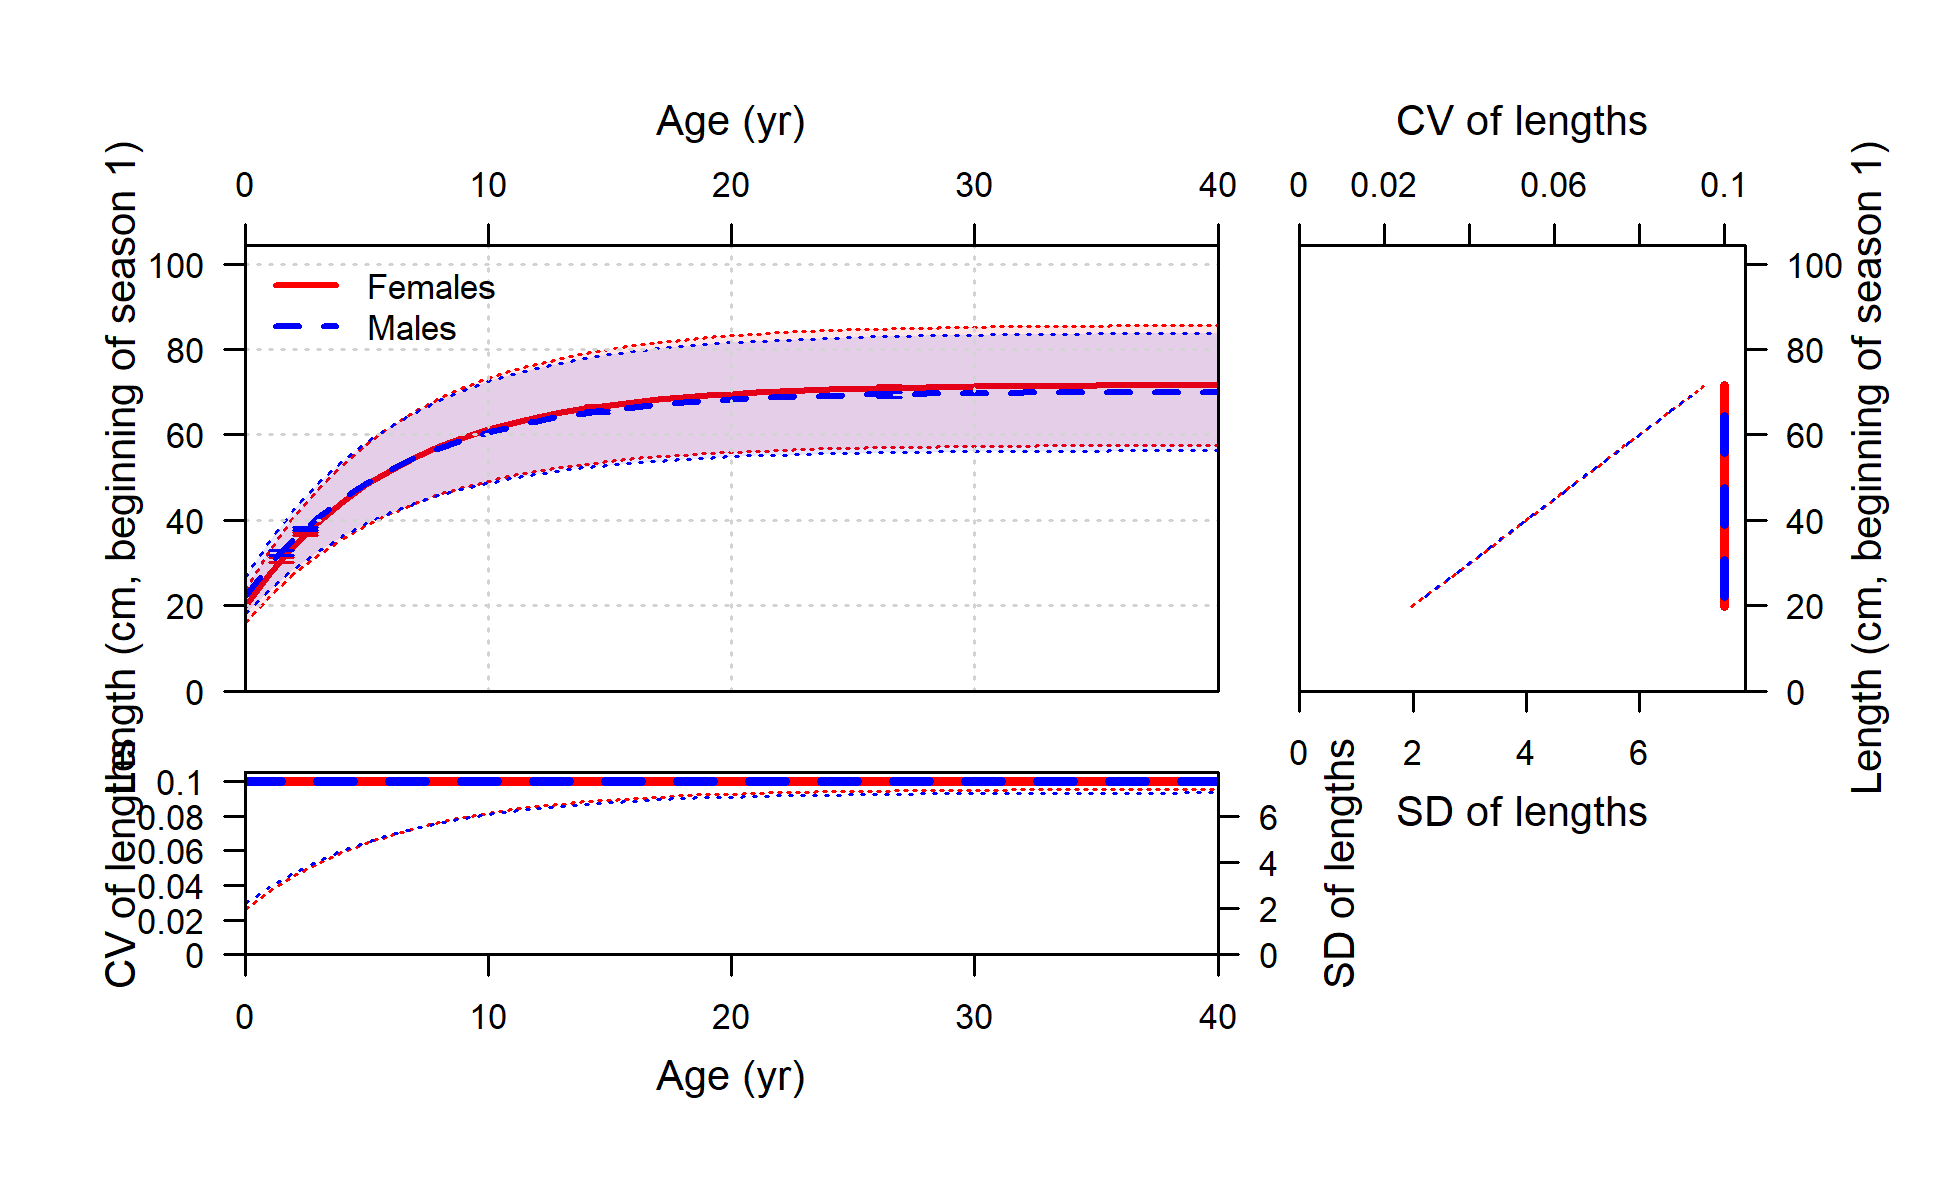 Age (yr)
CV of lengths
0 10 20 30 40
0 0.02 0.06 0.1
Length (cm, beginning of season 1)
100
80
60
40
20
0
Females
Males
100
80
60
40
20
0
Length (cm, beginning of season 1)
0 2 4 6
SD of lengths
CV of lengths
0.1
0.08
0.06
0.04
0.02
0
6
4
2
0
SD of lengths
0 10 20 30 40
Age (yr)